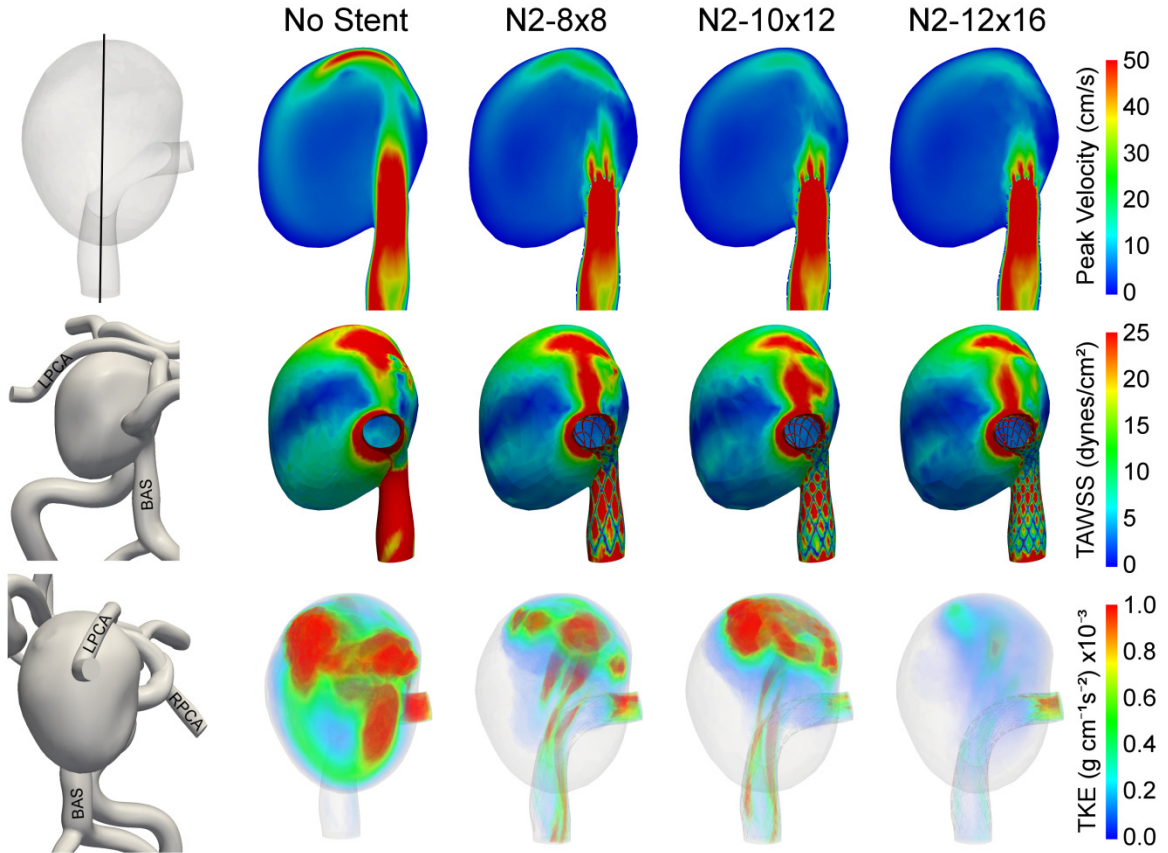 No Stent N2-8x8 N2-10x12 N2-12x16
50
40
30
20
10
0
Peak Velocity (cm/s)
LPCA
BAS
25
20
15
10
5
0
TAWSS (dynes/cm²)
LPCA
RPCA
BAS
1.0
0.8
0.6
0.4
0.2
0.0
TKE (g cm⁻¹s⁻²) x10⁻³